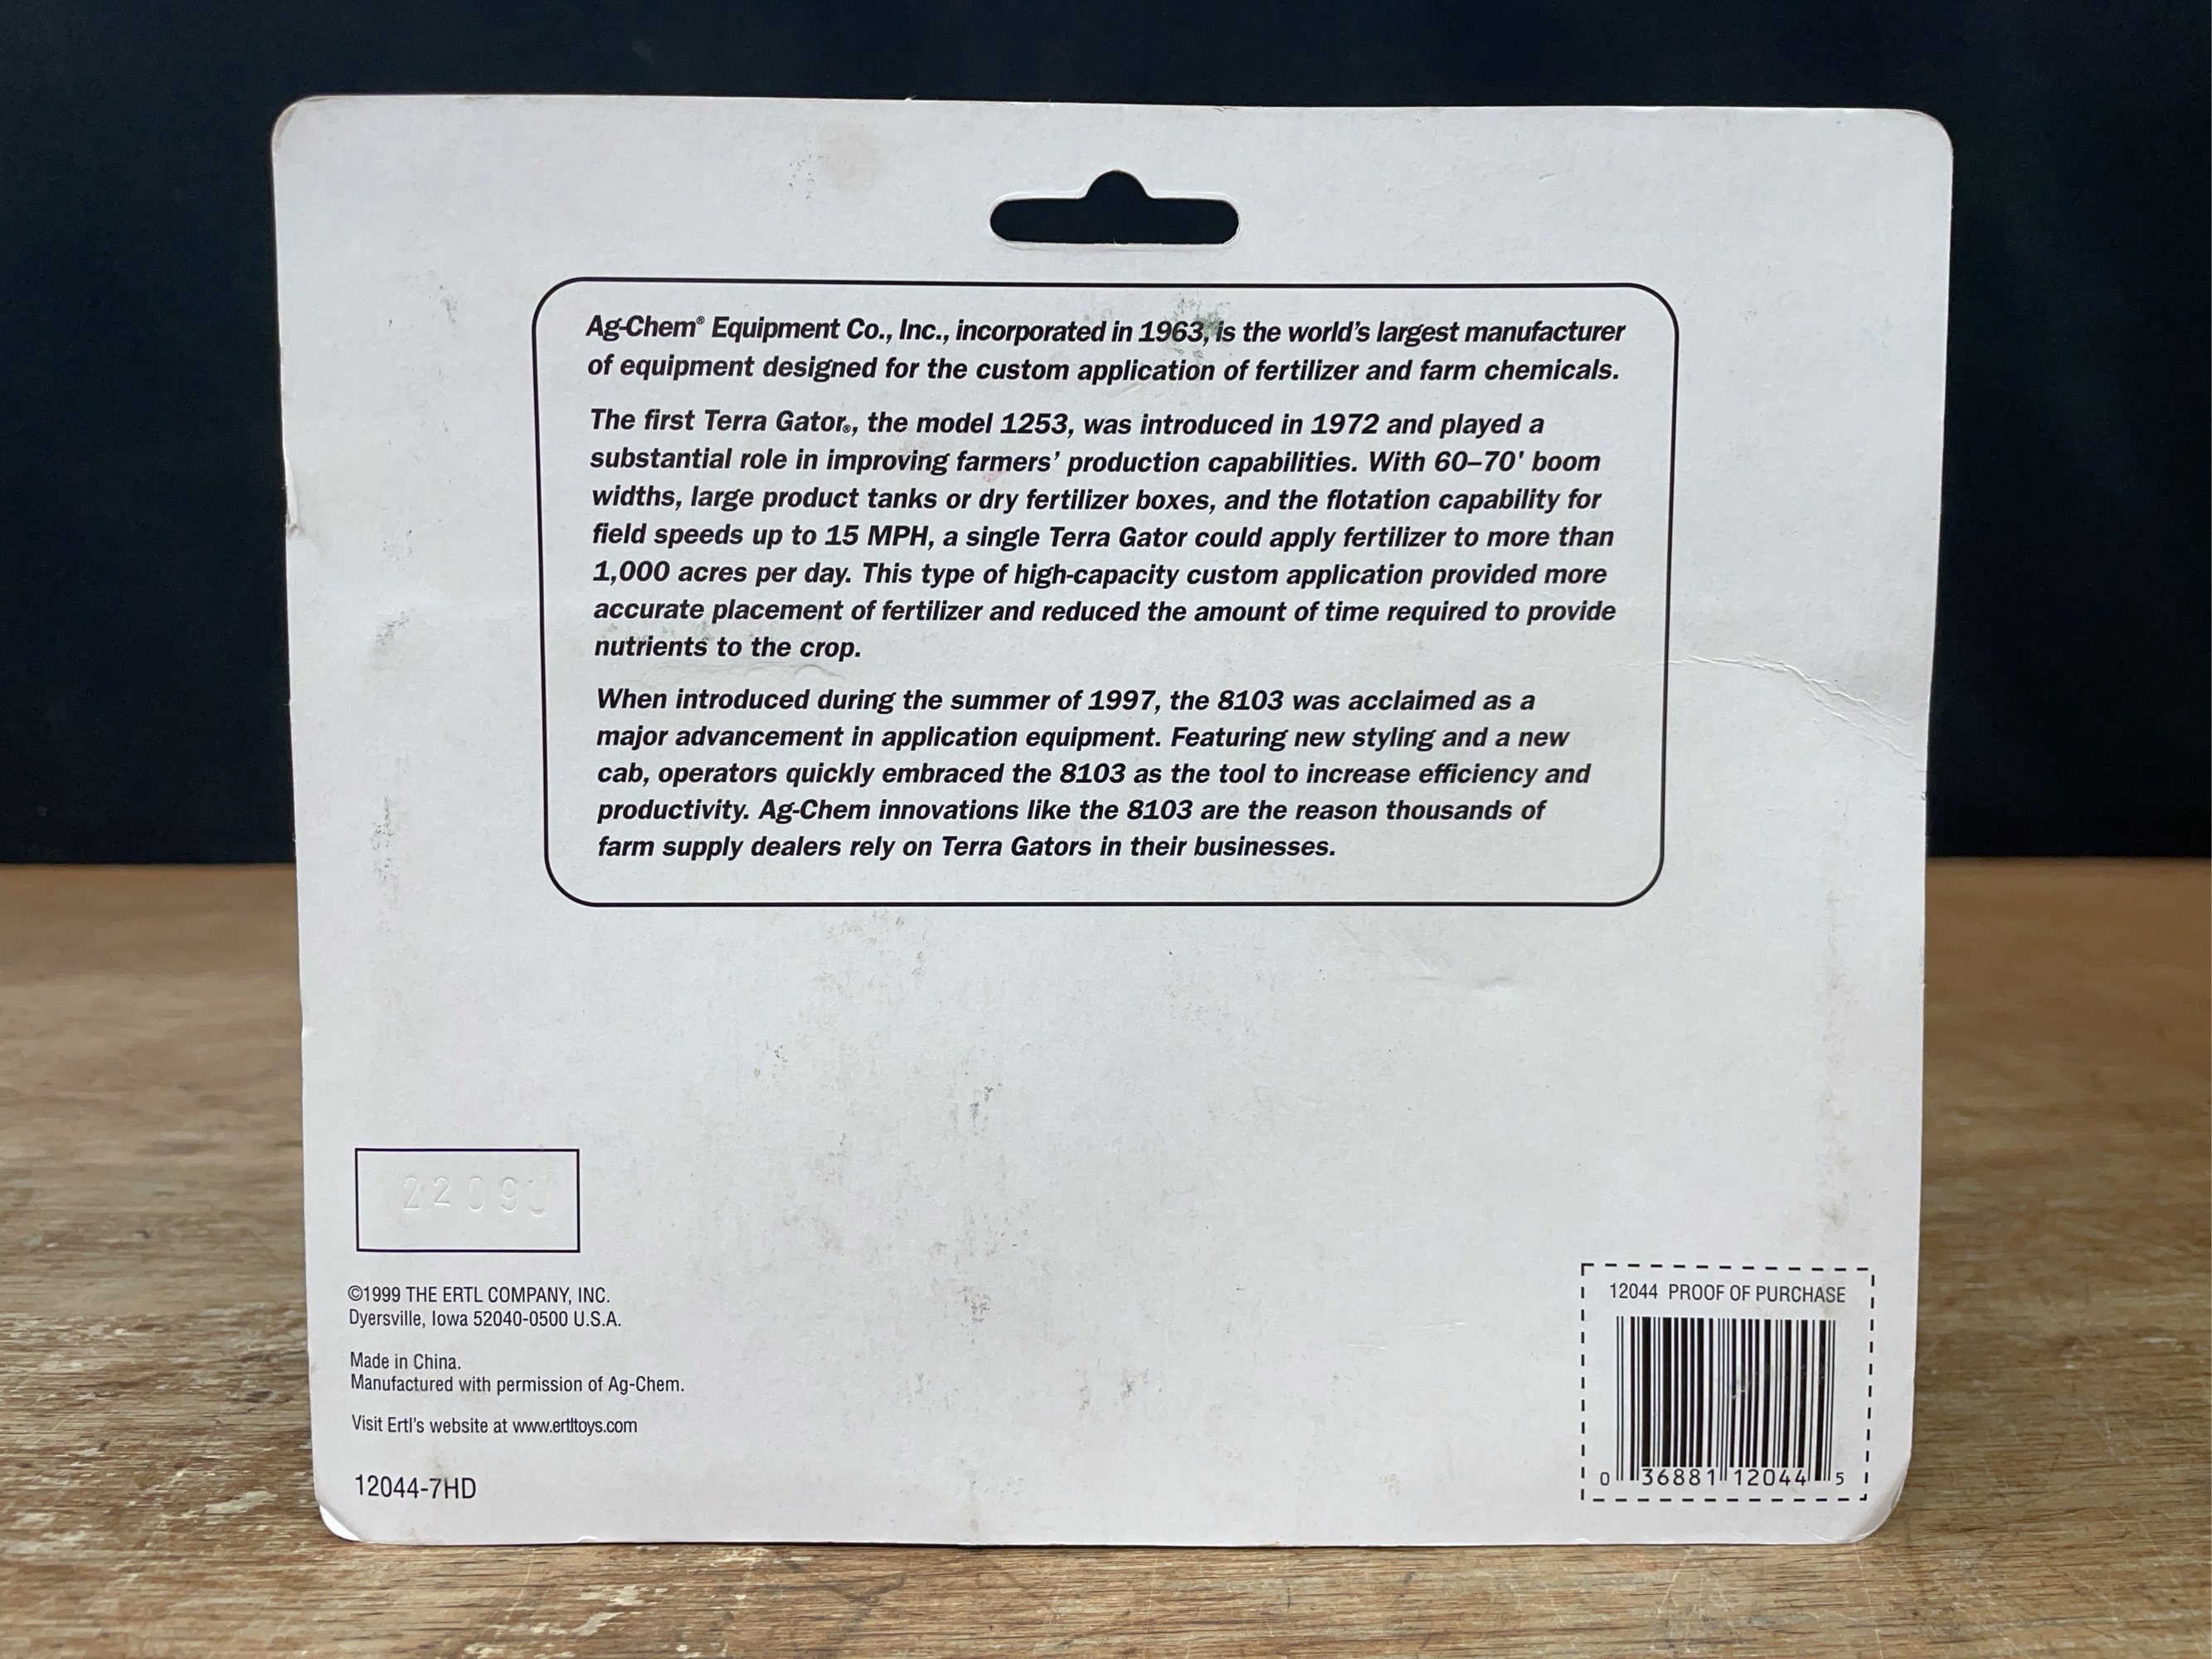 Ag-Chem® Equipment Co., Inc., incorporated in 1963, is the world's largest manufacturer
of equipment designed for the custom application of fertilizer and farm chemicals.
The first Terra Gator®, the model 1253, was introduced in 1972 and played a
substantial role in improving farmers' production capabilities. With 60–70' boom
widths, large product tanks or dry fertilizer boxes, and the flotation capability for
field speeds up to 15 MPH, a single Terra Gator could apply fertilizer to more than
1,000 acres per day. This type of high-capacity custom application provided more
accurate placement of fertilizer and reduced the amount of time required to provide
nutrients to the crop.
When introduced during the summer of 1997, the 8103 was acclaimed as a
major advancement in application equipment. Featuring new styling and a new
cab, operators quickly embraced the 8103 as the tool to increase efficiency and
productivity. Ag-Chem innovations like the 8103 are the reason thousands of
farm supply dealers rely on Terra Gators in their businesses.
©1999 THE ERTL COMPANY, INC.
Dyersville, Iowa 52040-0500 U.S.A.
Made in China.
Manufactured with permission of Ag-Chem.
Visit Ertl's website at www.ertltoys.com
12044-7HD
12044 PROOF OF PURCHASE
0 36881 12044 5